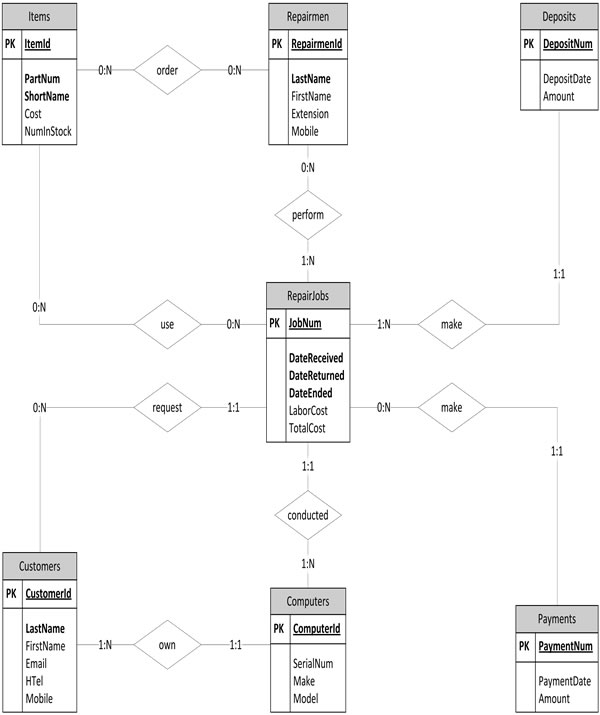 Items
PK ItemId
PartNum
ShortName
Cost
NumInStock
0:N
order
0:N
Repairmen
PK RepairmenId
LastName
FirstName
Extension
Mobile
Deposits
PK DepositNum
DepositDate
Amount
0:N
perform
1:N
1:1
0:N
use
0:N
RepairJobs
PK JobNum
DateReceived
DateReturned
DateEnded
LaborCost
TotalCost
1:N
make
0:N
request
1:1
0:N
make
1:1
1:1
conducted
1:N
Customers
PK CustomerId
LastName
FirstName
Email
HTel
Mobile
1:N
own
1:1
Computers
PK ComputerId
SerialNum
Make
Model
Payments
PK PaymentNum
PaymentDate
Amount